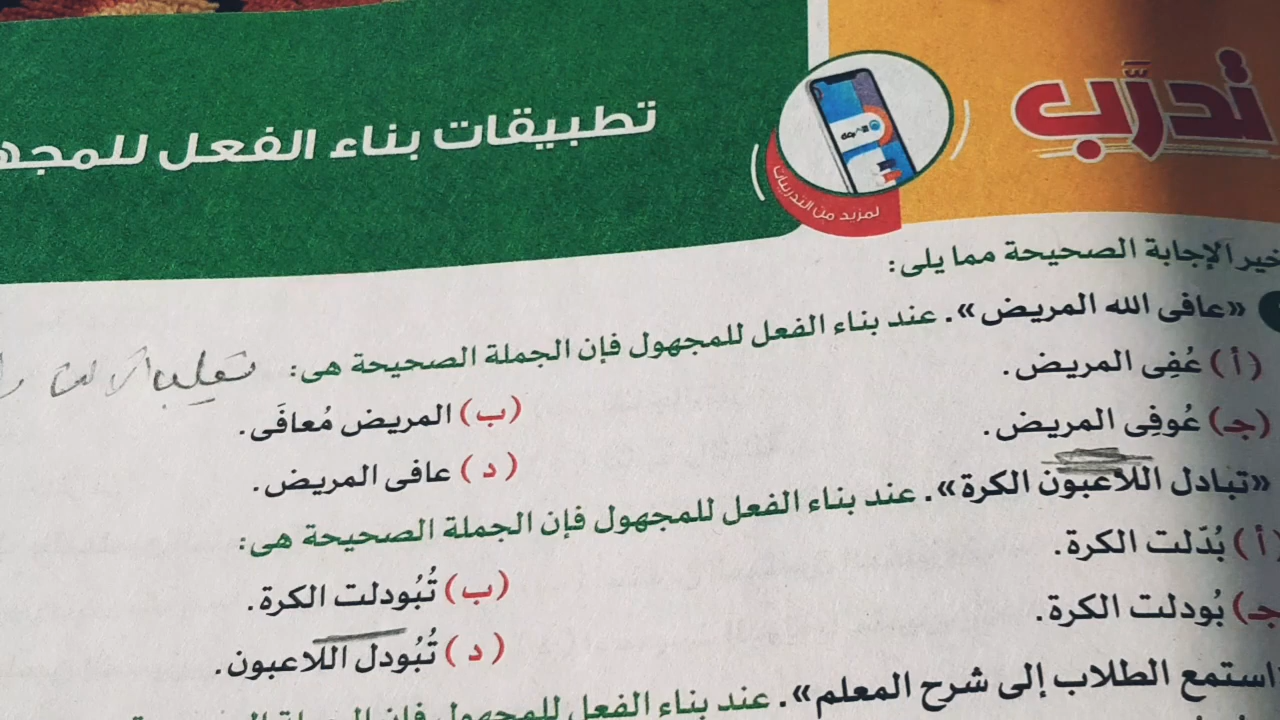 تدرَّب
لمزيد من التدريبات
تطبيقات بناء الفعل للمجه
خير الإجابة الصحيحة مما يلى:
«عافى الله المريض». عند بناء الفعل للمجهول فإن الجملة الصحيحة هى:
(أ) عُفِى المريض.
(ب) المريض مُعافَى.
(جـ) عُوفِى المريض.
(د) عافى المريض.
«تبادل اللاعبون الكرة». عند بناء الفعل للمجهول فإن الجملة الصحيحة هى:
(أ) بُدّلت الكرة.
(ب) تُبُودلت الكرة.
(جـ) بُودلت الكرة.
(د) تُبُودل اللاعبون.
استمع الطلاب إلى شرح المعلم». عند بناء الفعل للمجهول فإن الجملة